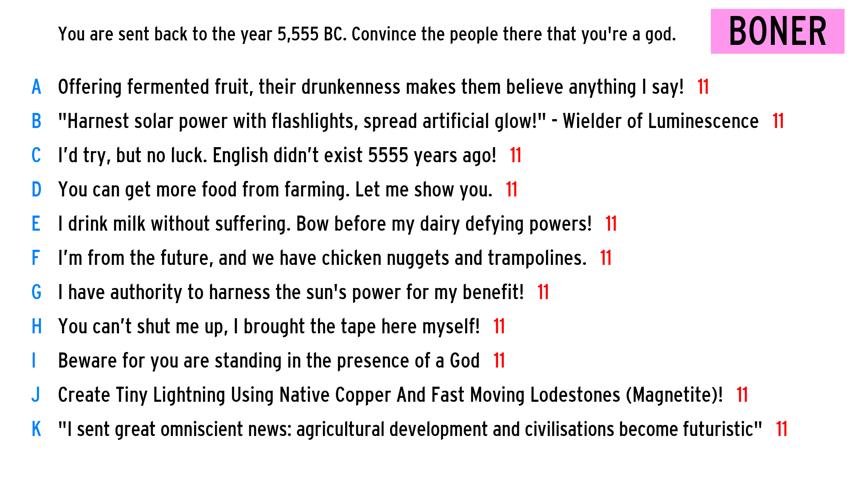 You are sent back to the year 5,555 BC. Convince the people there that you're a god.
BONER
A Offering fermented fruit, their drunkenness makes them believe anything I say! 11
B "Harnest solar power with flashlights, spread artificial glow!" - Wielder of Luminescence 11
C I’d try, but no luck. English didn’t exist 5555 years ago! 11
D You can get more food from farming. Let me show you. 11
E I drink milk without suffering. Bow before my dairy defying powers! 11
F I’m from the future, and we have chicken nuggets and trampolines. 11
G I have authority to harness the sun's power for my benefit! 11
H You can’t shut me up, I brought the tape here myself! 11
I Beware for you are standing in the presence of a God 11
J Create Tiny Lightning Using Native Copper And Fast Moving Lodestones (Magnetite)! 11
K "I sent great omniscient news: agricultural development and civilisations become futuristic" 11